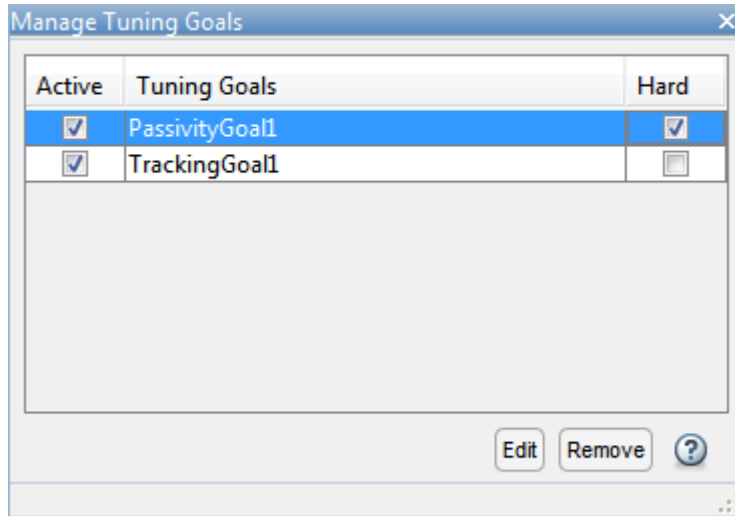 Manage Tuning Goals
Active Tuning Goals Hard
PassivityGoal1
TrackingGoal1
Edit Remove ?